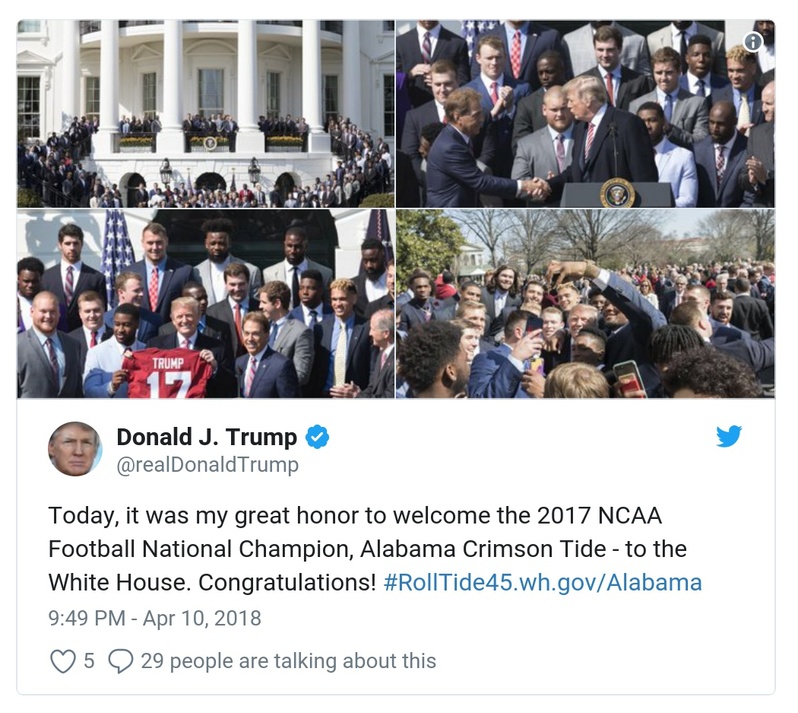 TRUMP
17
Donald J. Trump
@realDonaldTrump
Today, it was my great honor to welcome the 2017 NCAA
Football National Champion, Alabama Crimson Tide - to the
White House. Congratulations! #RollTide45.wh.gov/Alabama
9:49 PM - Apr 10, 2018
5 29 people are talking about this